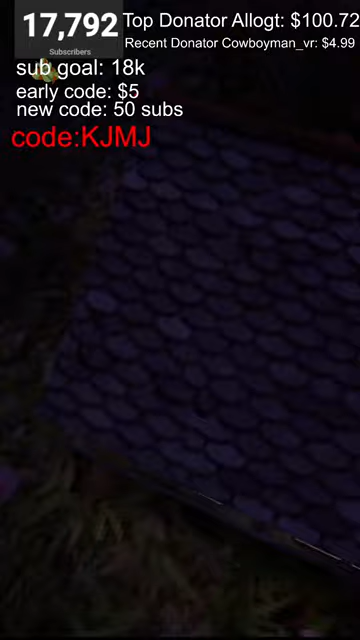 17,792
Subscribers
Top Donator Allogt: $100.72
Recent Donator Cowboyman_vr: $4.99
sub goal: 18k
early code: $5
new code: 50 subs
code:KJMJ